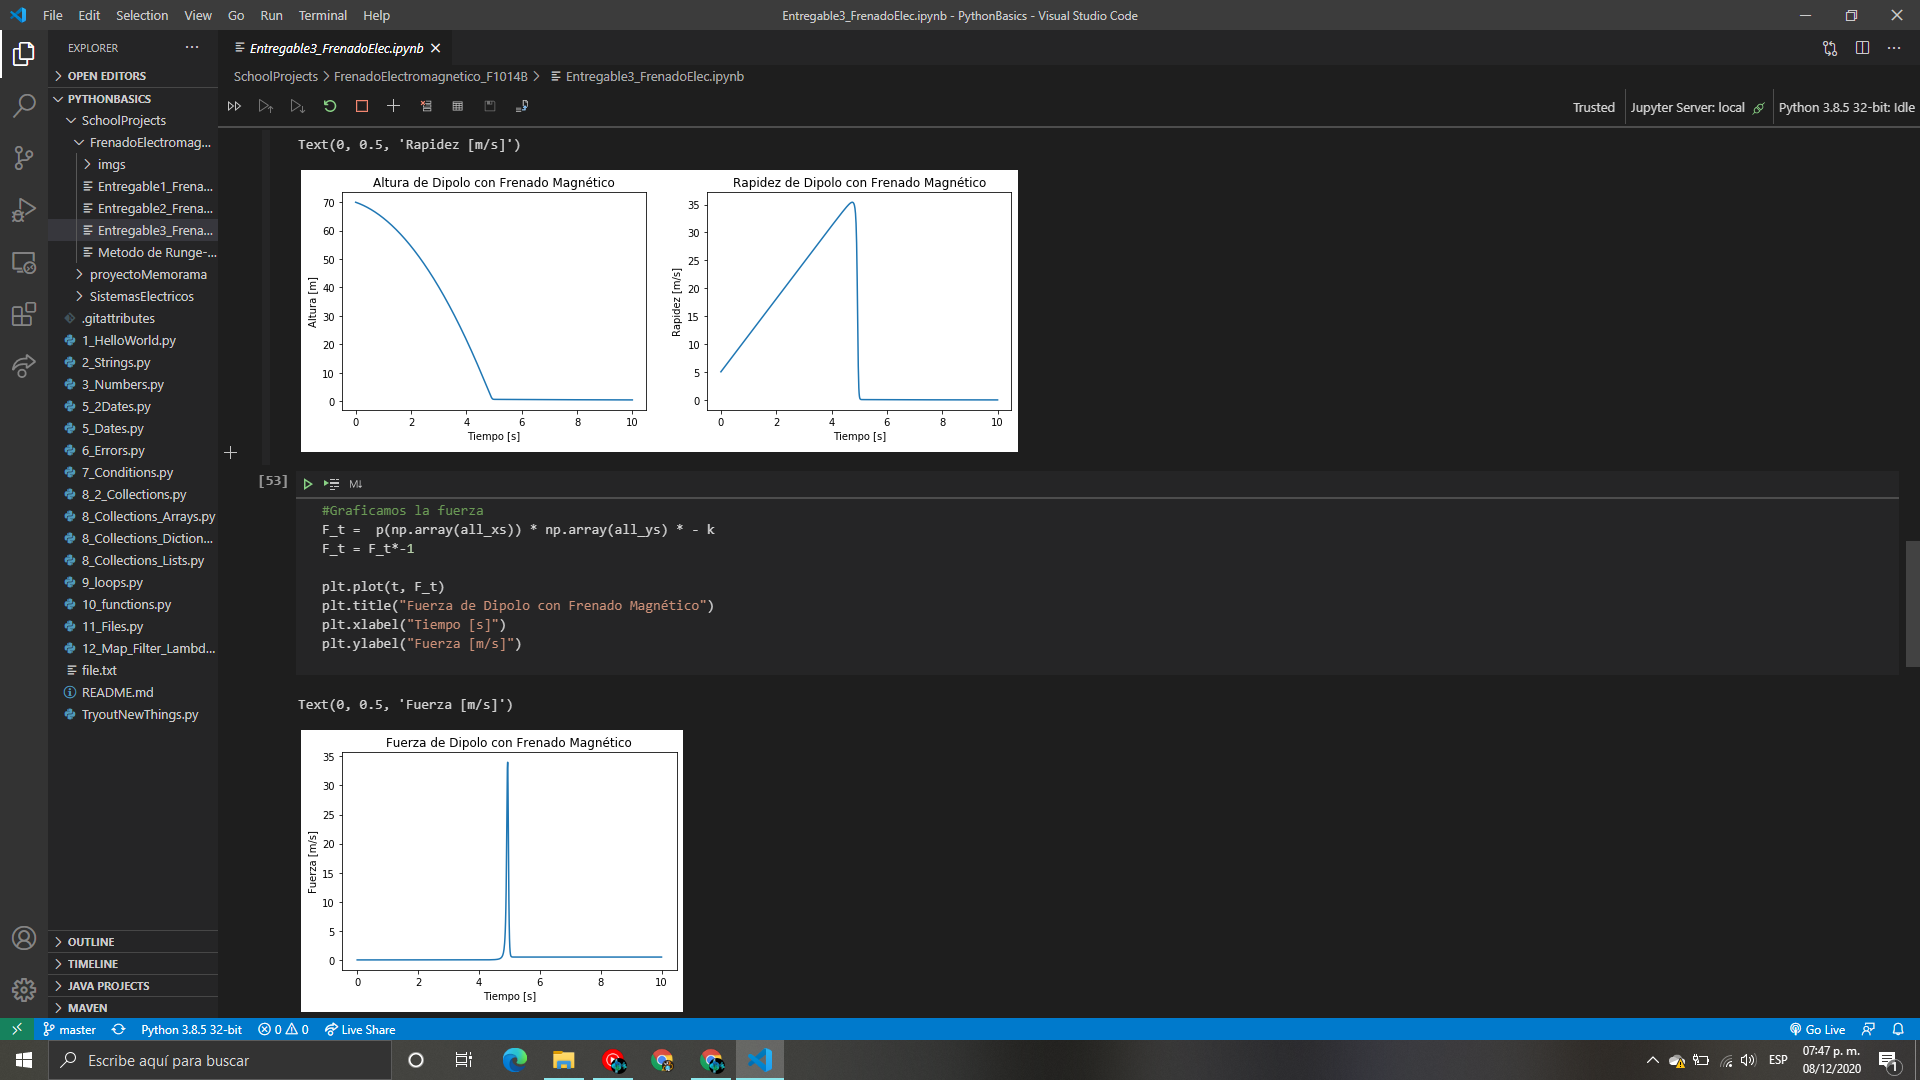 File Edit Selection View Go Run Terminal Help
Entregable3_FrenadoElec.ipynb - PythonBasics - Visual Studio Code
EXPLORER ···
OPEN EDITORS
PYTHONBASICS
SchoolProjects
FrenadoElectromag...
imgs
Entregable1_Frena...
Entregable2_Frena...
Entregable3_Frena...
Metodo de Runge-...
proyectoMemorama
SistemasElectricos
.gitattributes
1_HelloWorld.py
2_Strings.py
3_Numbers.py
5_2Dates.py
5_Dates.py
6_Errors.py
7_Conditions.py
8_2_Collections.py
8_Collections_Arrays.py
8_Collections_Diction...
8_Collections_Lists.py
9_loops.py
10_functions.py
11_Files.py
12_Map_Filter_Lambd...
file.txt
README.md
TryoutNewThings.py
OUTLINE
TIMELINE
JAVA PROJECTS
MAVEN
Entregable3_FrenadoElec.ipynb
SchoolProjects > FrenadoElectromagnetico_F1014B > Entregable3_FrenadoElec.ipynb
Trusted
Jupyter Server: local
Python 3.8.5 32-bit: Idle
Text(0, 0.5, 'Rapidez [m/s]')
Altura de Dipolo con Frenado Magnético
70
60
50
40
30
20
10
0
Altura [m]
0 2 4 6 8 10
Tiempo [s]
Rapidez de Dipolo con Frenado Magnético
35
30
25
20
15
10
5
0
Rapidez [m/s]
0 2 4 6 8 10
Tiempo [s]
[53]
M↓
#Graficamos la fuerza
F_t =  p(np.array(all_xs)) * np.array(all_ys) * - k
F_t = F_t*-1
plt.plot(t, F_t)
plt.title("Fuerza de Dipolo con Frenado Magnético")
plt.xlabel("Tiempo [s]")
plt.ylabel("Fuerza [m/s]")
Text(0, 0.5, 'Fuerza [m/s]')
Fuerza de Dipolo con Frenado Magnético
35
30
25
20
15
10
5
0
Fuerza [m/s]
0 2 4 6 8 10
Tiempo [s]
master
Python 3.8.5 32-bit
0 0
Live Share
Go Live
Escribe aquí para buscar
ESP
07:47 p. m.
08/12/2020
1